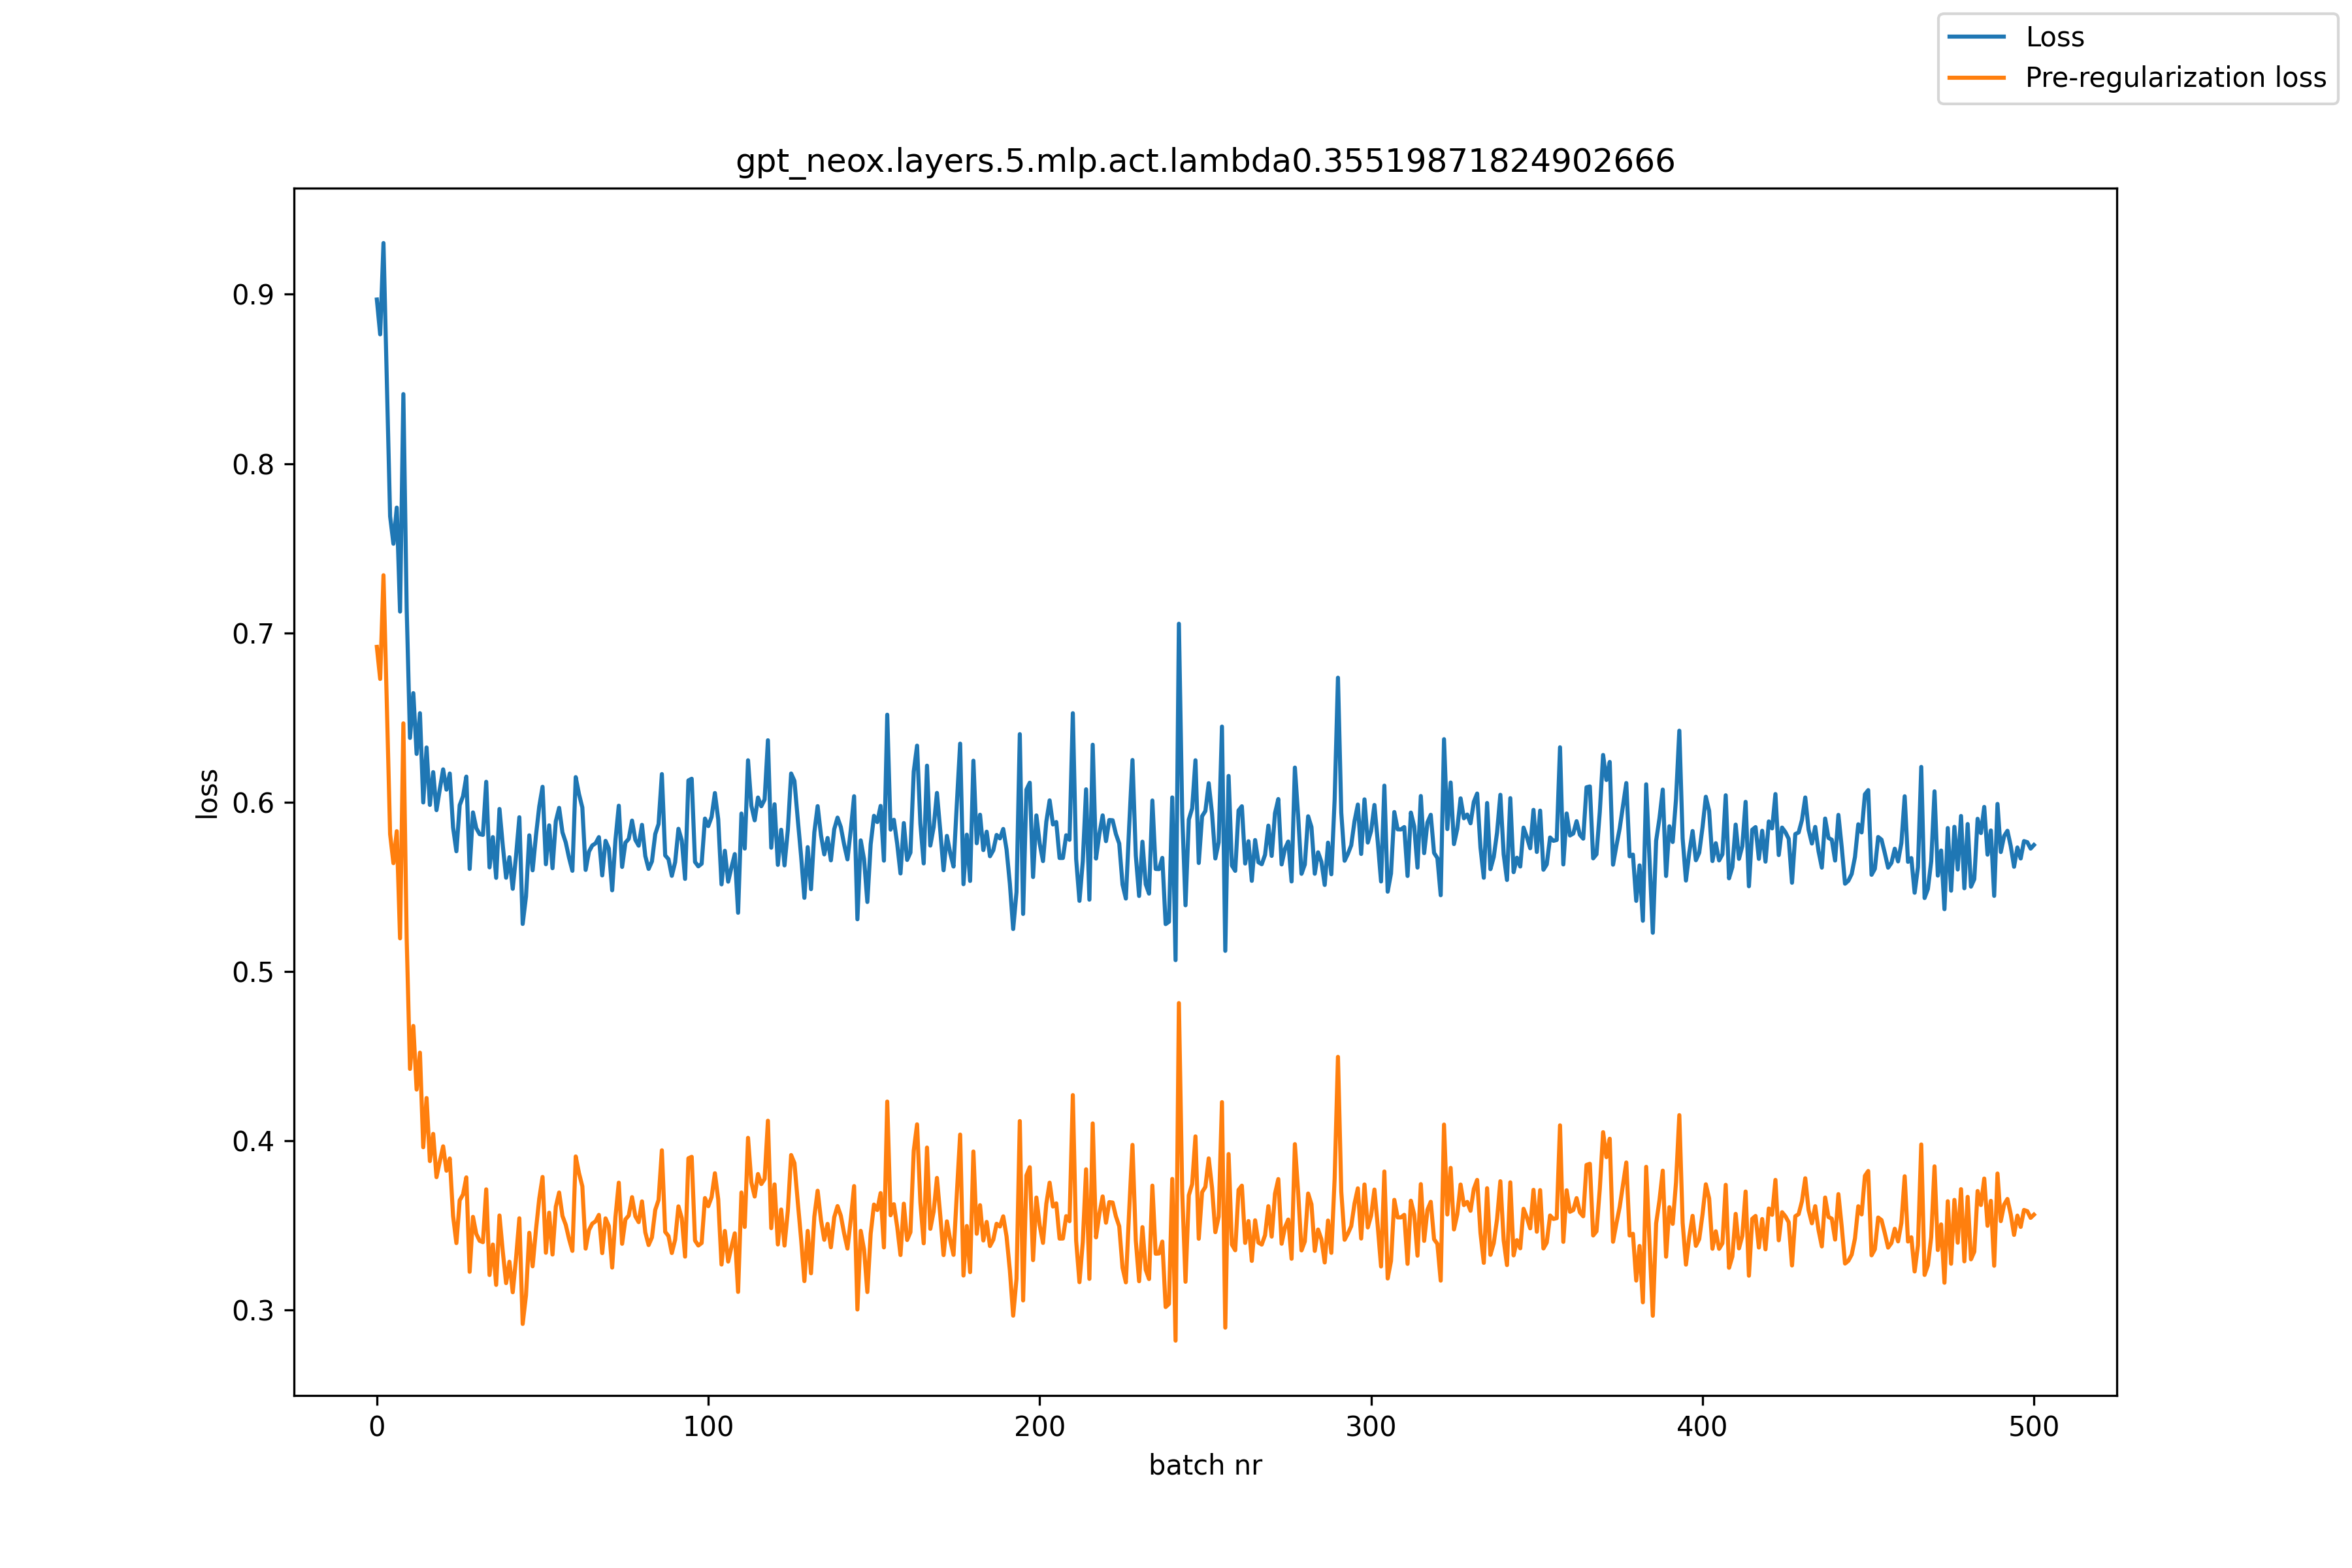 Loss
Pre-regularization loss
gpt_neox.layers.5.mlp.act.lambda0.35519871824902666
0.9
0.8
0.7
0.6
0.5
0.4
0.3
loss
0 100 200 300 400 500
batch nr